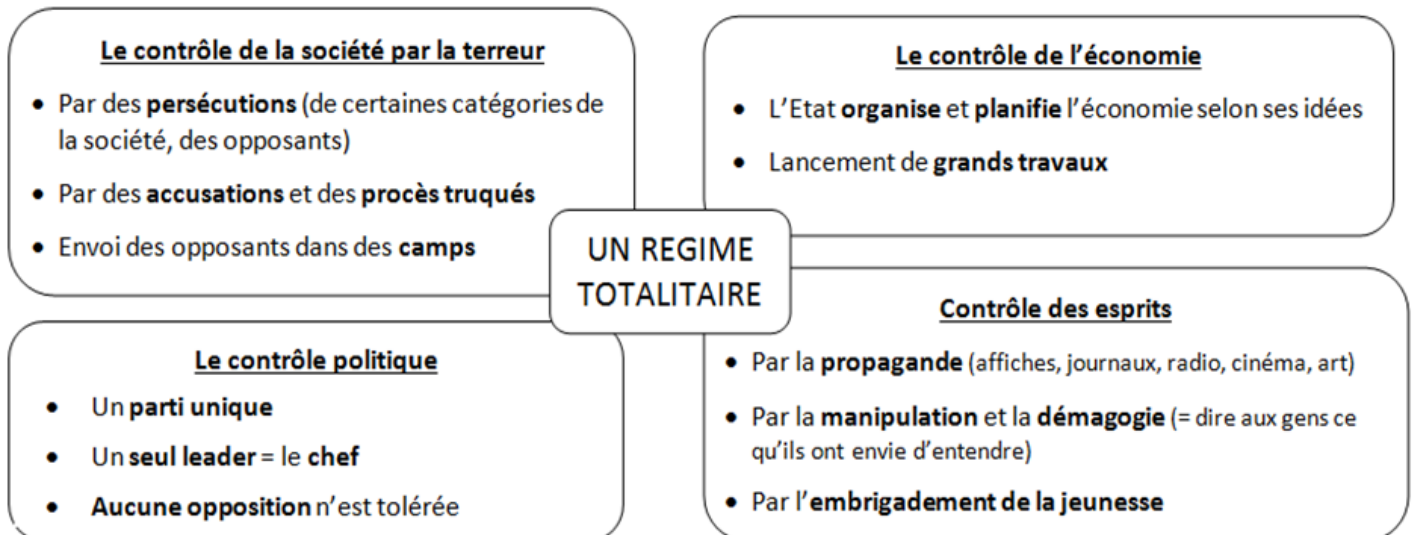 Le contrôle de la société par la terreur
• Par des persécutions (de certaines catégories de
la société, des opposants)
• Par des accusations et des procès truqués
• Envoi des opposants dans des camps
Le contrôle de l’économie
• L’Etat organise et planifie l’économie selon ses idées
• Lancement de grands travaux
UN REGIME
TOTALITAIRE
Le contrôle politique
• Un parti unique
• Un seul leader = le chef
• Aucune opposition n’est tolérée
Contrôle des esprits
• Par la propagande (affiches, journaux, radio, cinéma, art)
• Par la manipulation et la démagogie (= dire aux gens ce
qu’ils ont envie d’entendre)
• Par l’embrigadement de la jeunesse